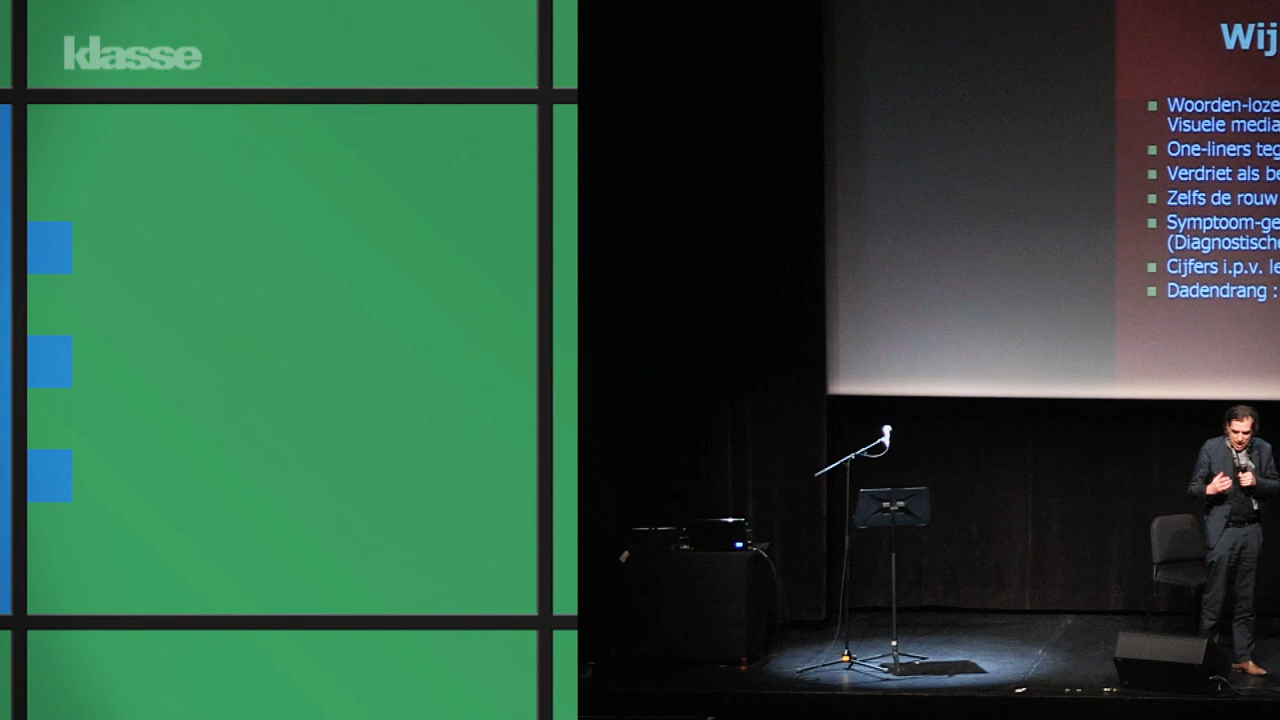 klasse
Wij
Woorden-loze
Visuele media
One-liners teg
Verdriet als be
Zelfs de rouw
Symptoom-ge
(Diagnostische
Cijfers i.p.v. le
Dadendrang :